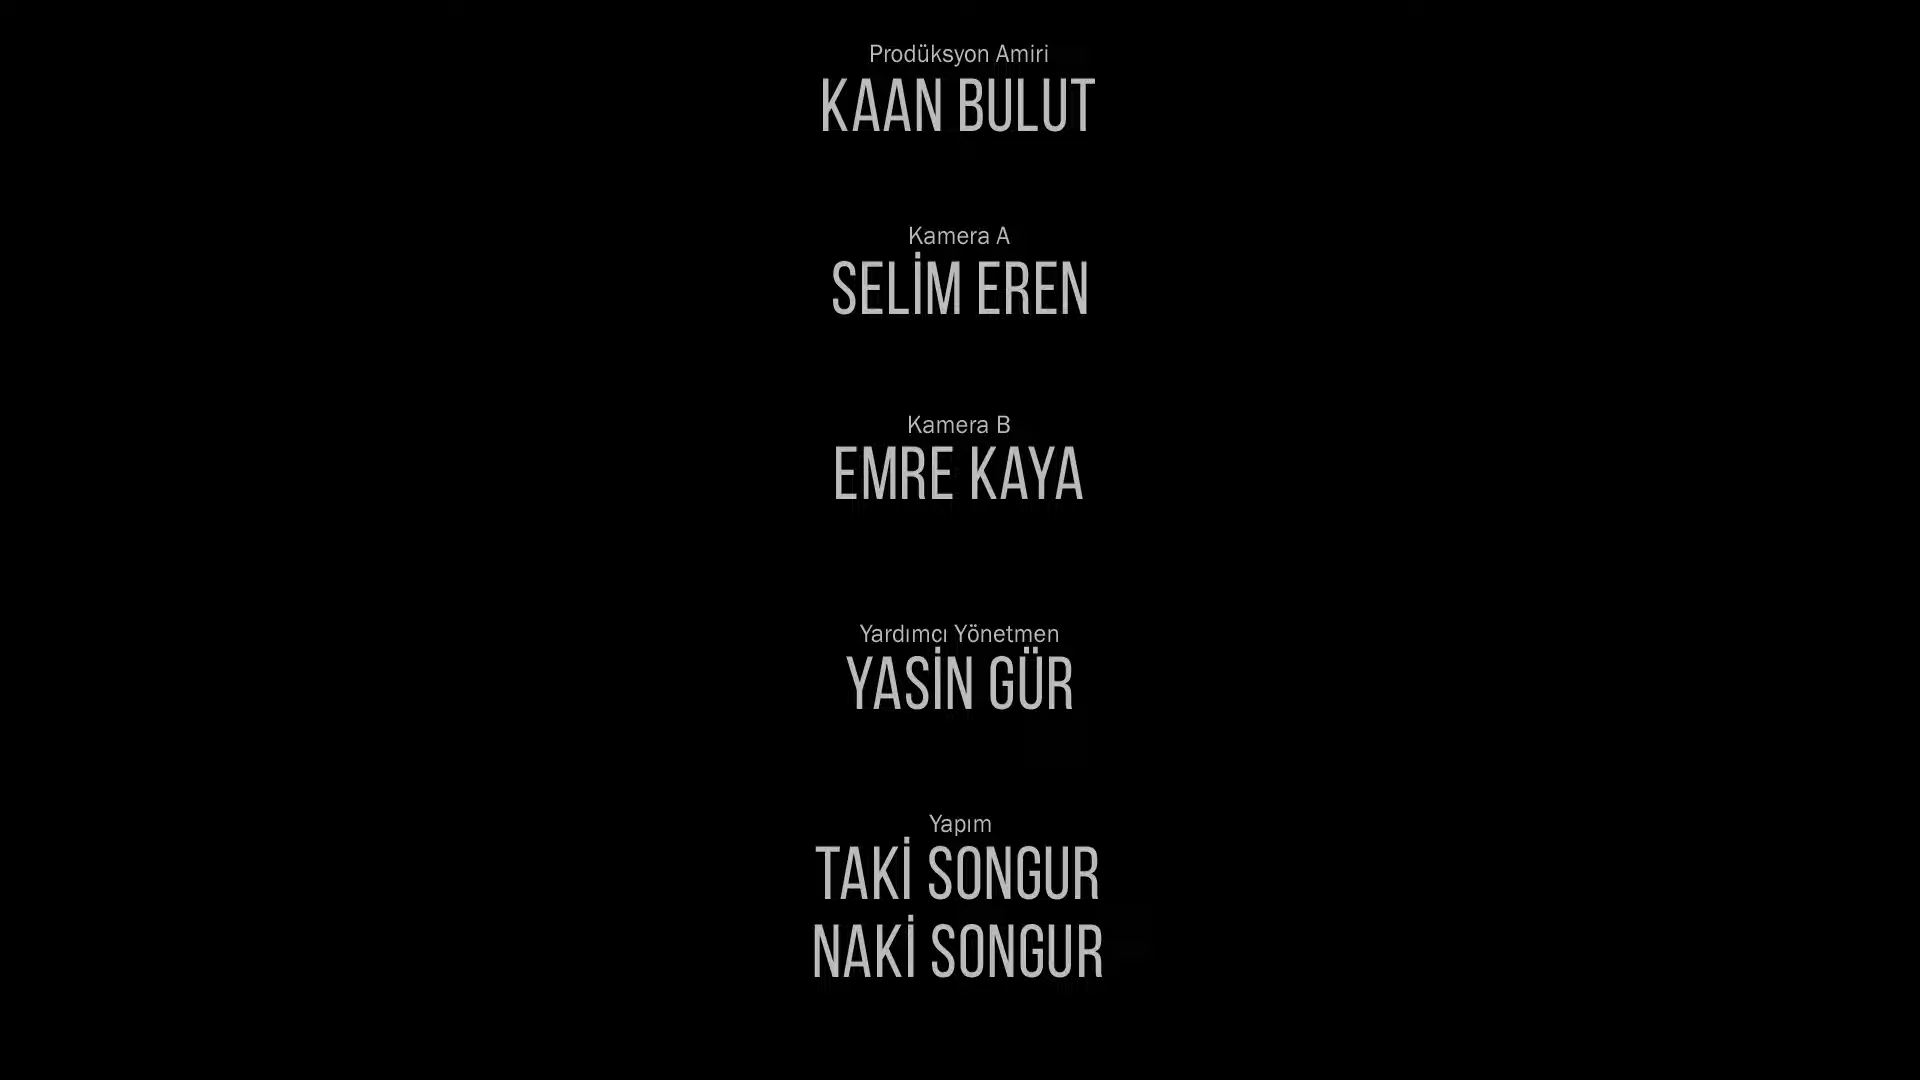 Prodüksyon Amiri
KAAN BULUT
Kamera A
SELİM EREN
Kamera B
EMRE KAYA
Yardımcı Yönetmen
YASİN GÜR
Yapım
TAKİ SONGUR
NAKİ SONGUR